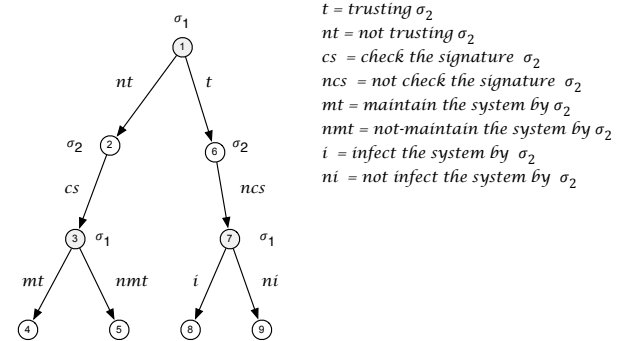 σ1
1
nt
t
σ2
2
6
σ2
cs
ncs
3
σ1
7
σ1
mt
nmt
i
ni
4
5
8
9
t = trusting σ2
nt = not trusting σ2
cs = check the signature σ2
ncs = not check the signature σ2
mt = maintain the system by σ2
nmt = not-maintain the system by σ2
i = infect the system by σ2
ni = not infect the system by σ2